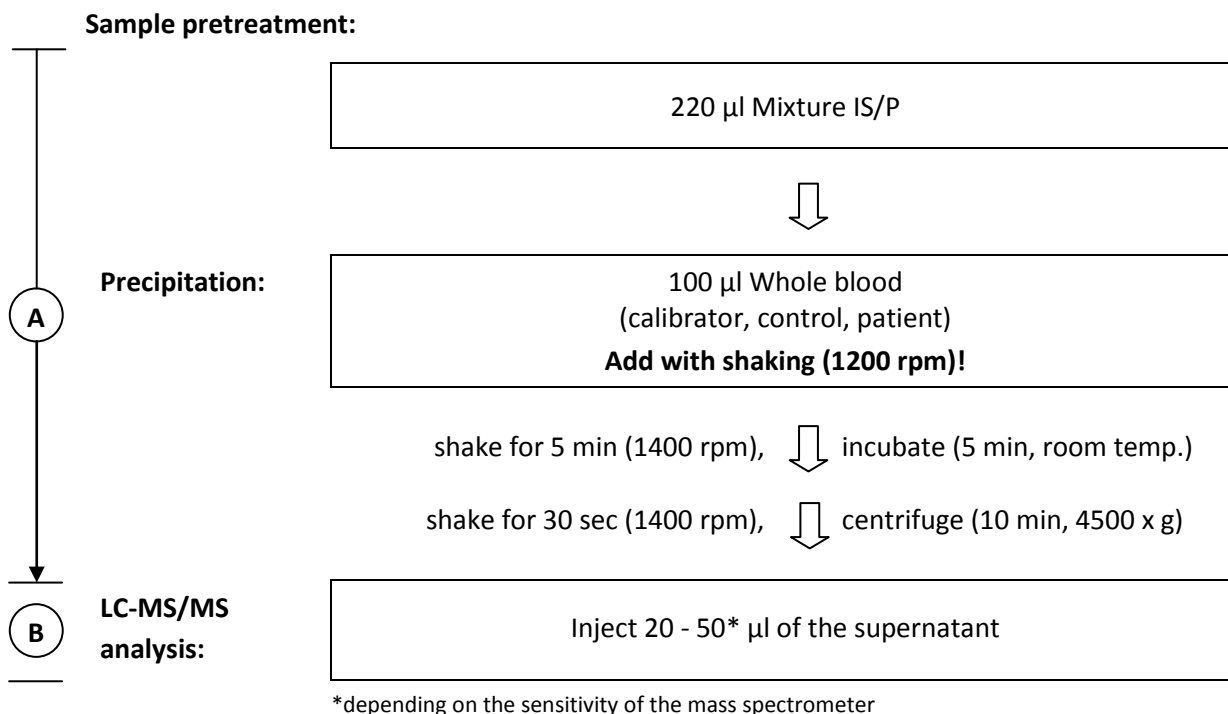 Sample pretreatment:
220 µl Mixture IS/P
Precipitation:
100 µl Whole blood
(calibrator, control, patient)
Add with shaking (1200 rpm)!
A
shake for 5 min (1400 rpm), incubate (5 min, room temp.)
shake for 30 sec (1400 rpm), centrifuge (10 min, 4500 x g)
B
LC-MS/MS
analysis:
Inject 20 - 50* µl of the supernatant
*depending on the sensitivity of the mass spectrometer